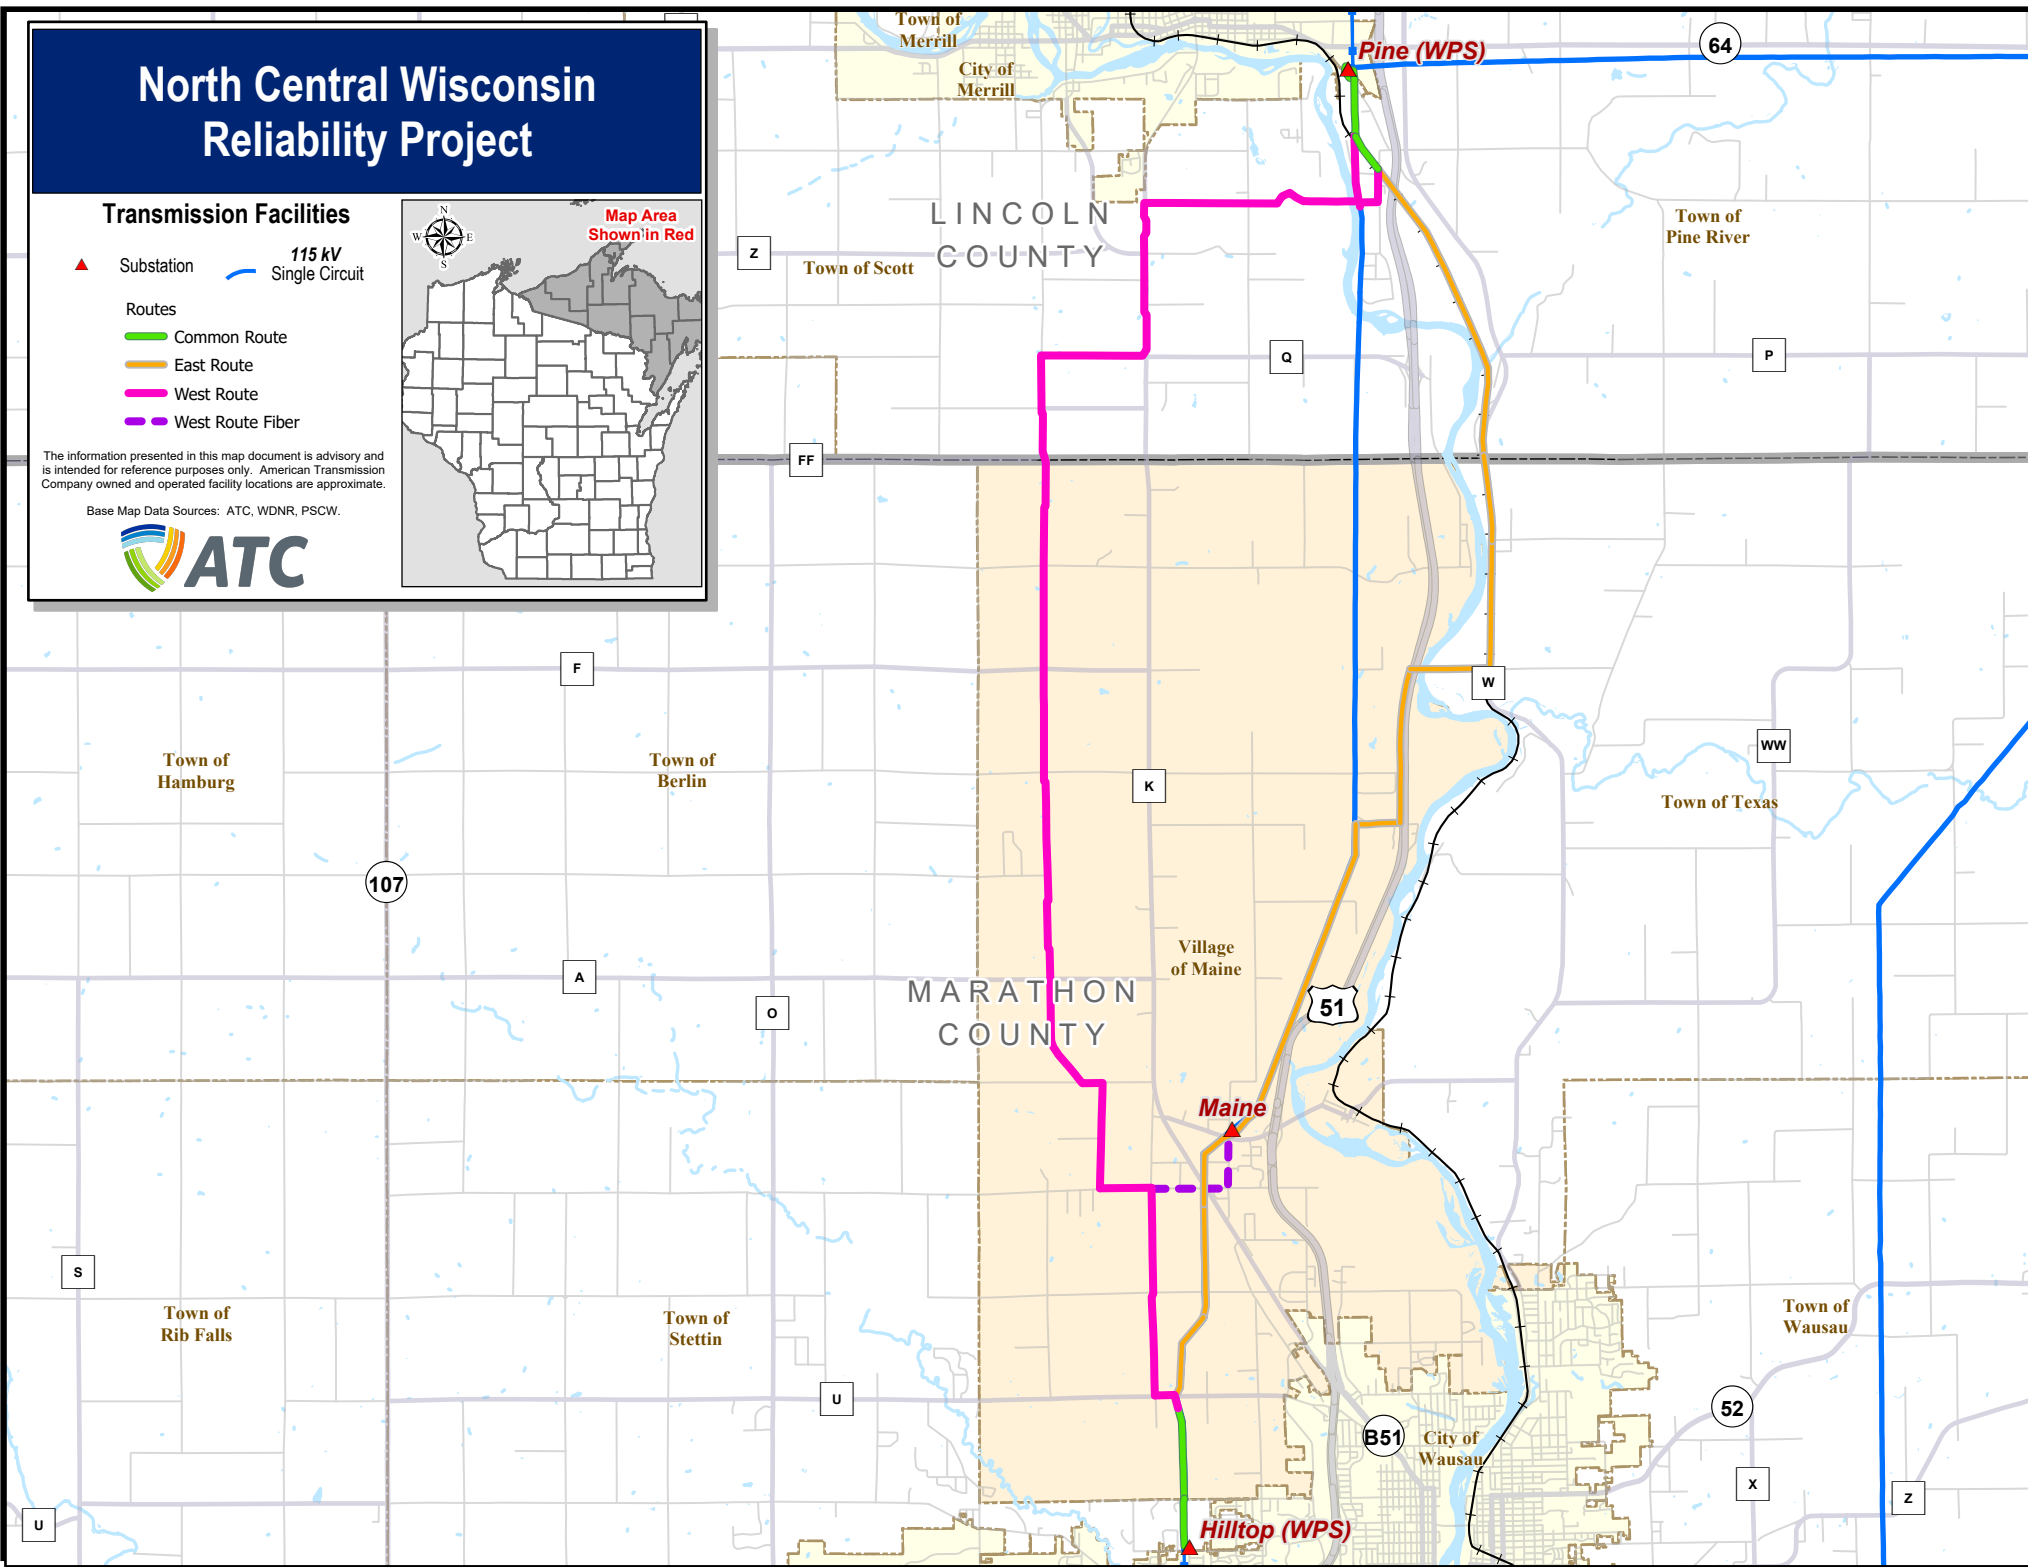 North Central Wisconsin
Reliability Project
Transmission Facilities
Substation
115 kV
Single Circuit
Routes
Common Route
East Route
West Route
West Route Fiber
The information presented in this map document is advisory and
is intended for reference purposes only. American Transmission
Company owned and operated facility locations are approximate.
Base Map Data Sources: ATC, WDNR, PSCW.
ATC
N
W
E
S
Map Area
Shown in Red
Town of
Merrill
City of
Merrill
Pine (WPS)
64
LINCOLN
COUNTY
Town of
Pine River
Z
Town of Scott
Q
P
FF
F
W
Town of
Hamburg
Town of
Berlin
K
WW
Town of Texas
107
Village
of Maine
A
O
MARATHON
COUNTY
51
Maine
S
Town of
Rib Falls
Town of
Stettin
Town of
Wausau
U
52
B51
City of
Wausau
X
Z
U
Hilltop (WPS)